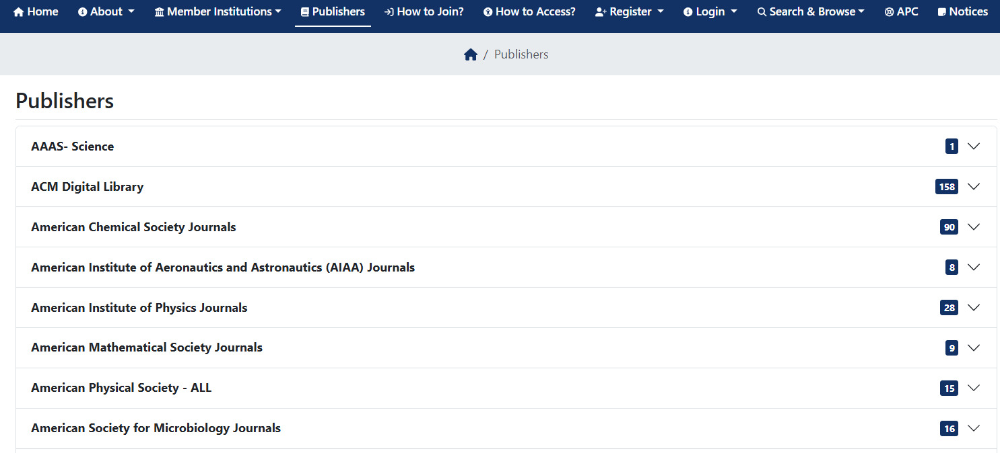 Home About Member Institutions Publishers How to Join? How to Access? Register Login Search & Browse APC Notices
/ Publishers
Publishers
AAAS- Science 1
ACM Digital Library 158
American Chemical Society Journals 90
American Institute of Aeronautics and Astronautics (AIAA) Journals 8
American Institute of Physics Journals 28
American Mathematical Society Journals 9
American Physical Society - ALL 15
American Society for Microbiology Journals 16